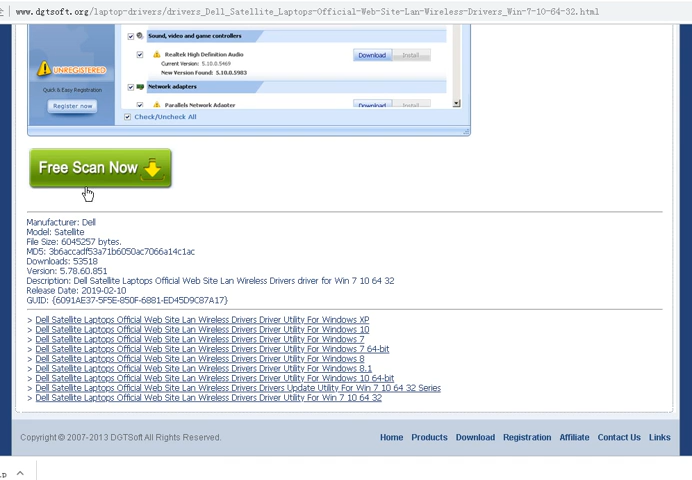 www.dgtsoft.org/laptop-drivers/drivers_Dell_Satellite_Laptops-Official-Web-Site-Lan-Wireless-Drivers_Win-7-10-64-32.html
Sound, video and game controllers
Realtek High Definition Audio
Download
Install
Current Version: 5.10.0.5469
New Version Found: 5.10.0.5983
UNREGISTERED
Network adapters
Quick & Easy Registration
Register now
Parallels Network Adapter
Download
Install
Check/Uncheck All
Free Scan Now
Manufacturer: Dell
Model: Satellite
File Size: 6045257 bytes.
MD5: 3b6accadf53a71b6050ac7066a14c1ac
Downloads: 53518
Version: 5.78.60.851
Description: Dell Satellite Laptops Official Web Site Lan Wireless Drivers driver for Win 7 10 64 32
Release Date: 2019-02-10
GUID: {6091AE37-5F5E-850F-6881-ED45D9C87A17}
> Dell Satellite Laptops Official Web Site Lan Wireless Drivers Driver Utility For Windows XP
> Dell Satellite Laptops Official Web Site Lan Wireless Drivers Driver Utility For Windows 10
> Dell Satellite Laptops Official Web Site Lan Wireless Drivers Driver Utility For Windows 7
> Dell Satellite Laptops Official Web Site Lan Wireless Drivers Driver Utility For Windows 7 64-bit
> Dell Satellite Laptops Official Web Site Lan Wireless Drivers Driver Utility For Windows 8
> Dell Satellite Laptops Official Web Site Lan Wireless Drivers Driver Utility For Windows 8.1
> Dell Satellite Laptops Official Web Site Lan Wireless Drivers Driver Utility For Windows 10 64-bit
> Dell Satellite Laptops Official Web Site Lan Wireless Drivers Drivers Update Utility For Win 7 10 64 32 Series
> Dell Satellite Laptops Official Web Site Lan Wireless Drivers Driver Utility For Win 7 10 64 32
Copyright © 2007-2013 DGTSoft All Rights Reserved.
Home Products Download Registration Affiliate Contact Us Links